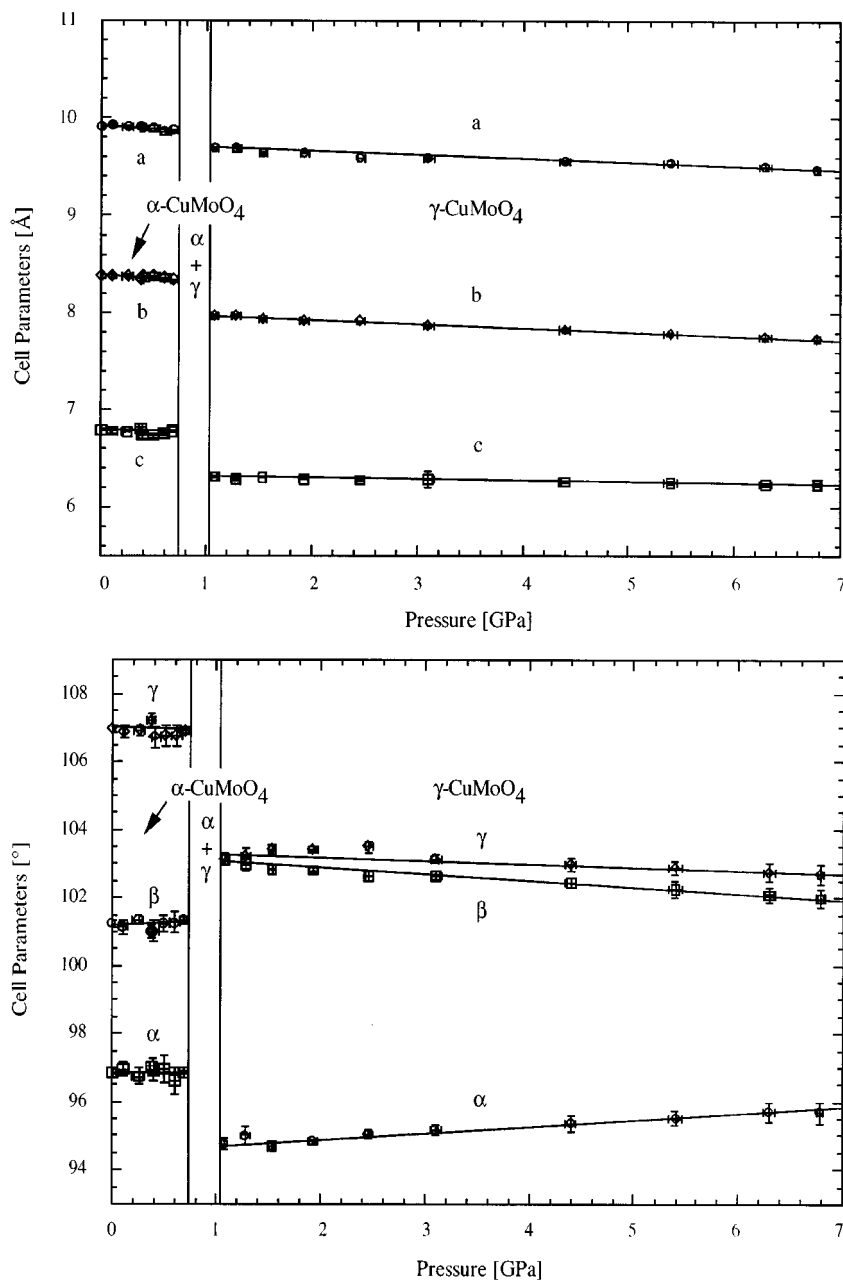 11
10
9
8
7
6
Cell Parameters [Å]
a
a
α-CuMoO4
γ-CuMoO4
α
+
γ
b
b
c
c
0
1
2
3
4
5
6
7
Pressure [GPa]
108
106
104
102
100
98
96
94
Cell Parameters [°]
γ
α-CuMoO4
γ-CuMoO4
α
+
γ
γ
β
β
α
α
0
1
2
3
4
5
6
7
Pressure [GPa]